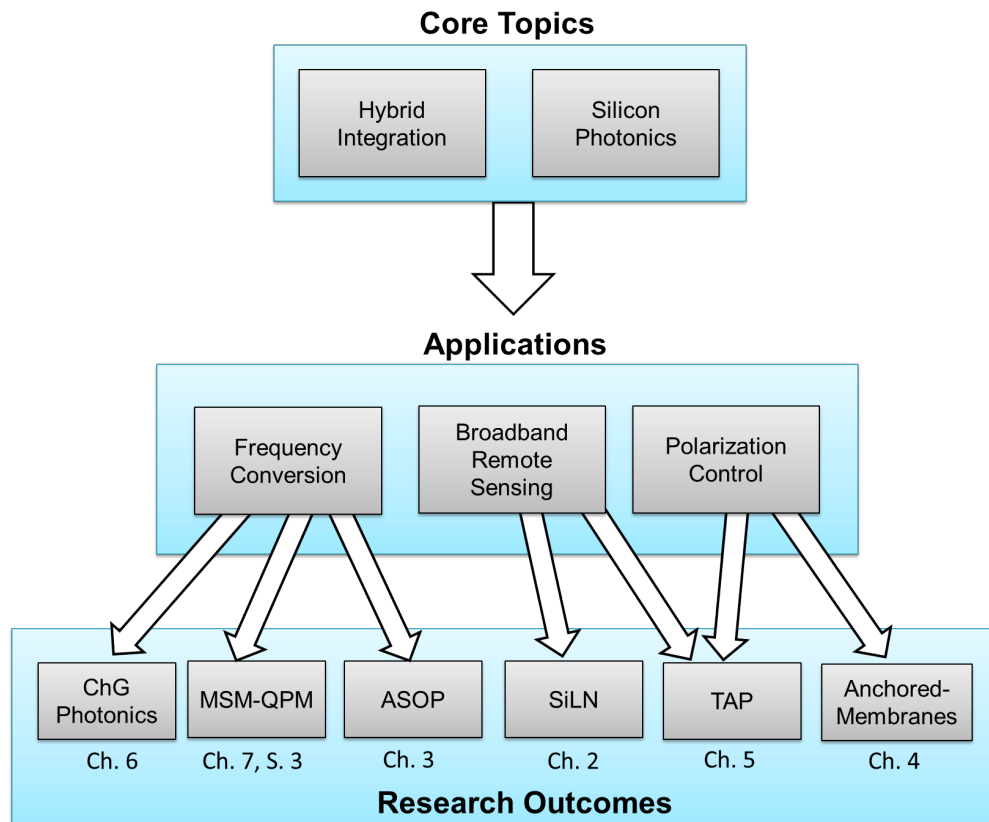 Core Topics
Hybrid
Integration
Silicon
Photonics
Applications
Frequency
Conversion
Broadband
Remote
Sensing
Polarization
Control
ChG
Photonics
MSM-QPM
ASOP
SiLN
TAP
Anchored-
Membranes
Ch. 6
Ch. 7, S. 3
Ch. 3
Ch. 2
Ch. 5
Ch. 4
Research Outcomes